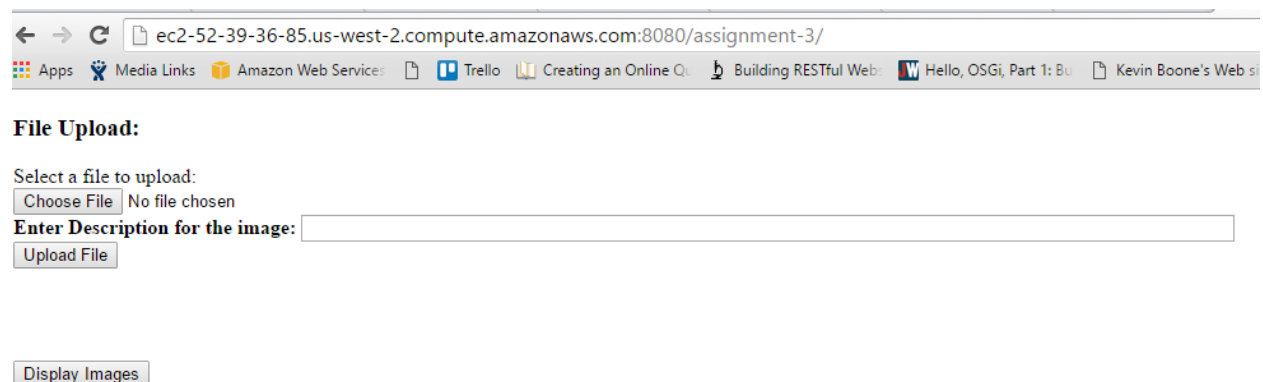 ec2-52-39-36-85.us-west-2.compute.amazonaws.com:8080/assignment-3/
Apps Media Links Amazon Web Services Trello Creating an Online Qu Building RESTful Web Hello, OSGi, Part 1: Bu Kevin Boone's Web si
File Upload:
Select a file to upload:
Choose File No file chosen
Enter Description for the image:
Upload File
Display Images